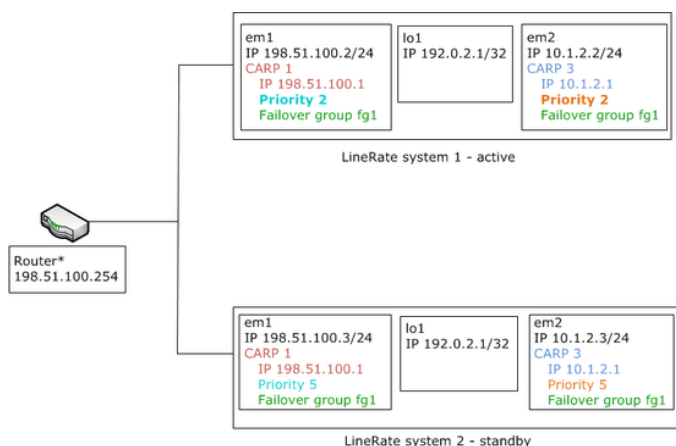 em1
IP 198.51.100.2/24
CARP 1
IP 198.51.100.1
Priority 2
Failover group fg1
lo1
IP 192.0.2.1/32
em2
IP 10.1.2.2/24
CARP 3
IP 10.1.2.1
Priority 2
Failover group fg1
LineRate system 1 - active
Router*
198.51.100.254
em1
IP 198.51.100.3/24
CARP 1
IP 198.51.100.1
Priority 5
Failover group fg1
lo1
IP 192.0.2.1/32
em2
IP 10.1.2.3/24
CARP 3
IP 10.1.2.1
Priority 5
Failover group fg1
LineRate system 2 - standby